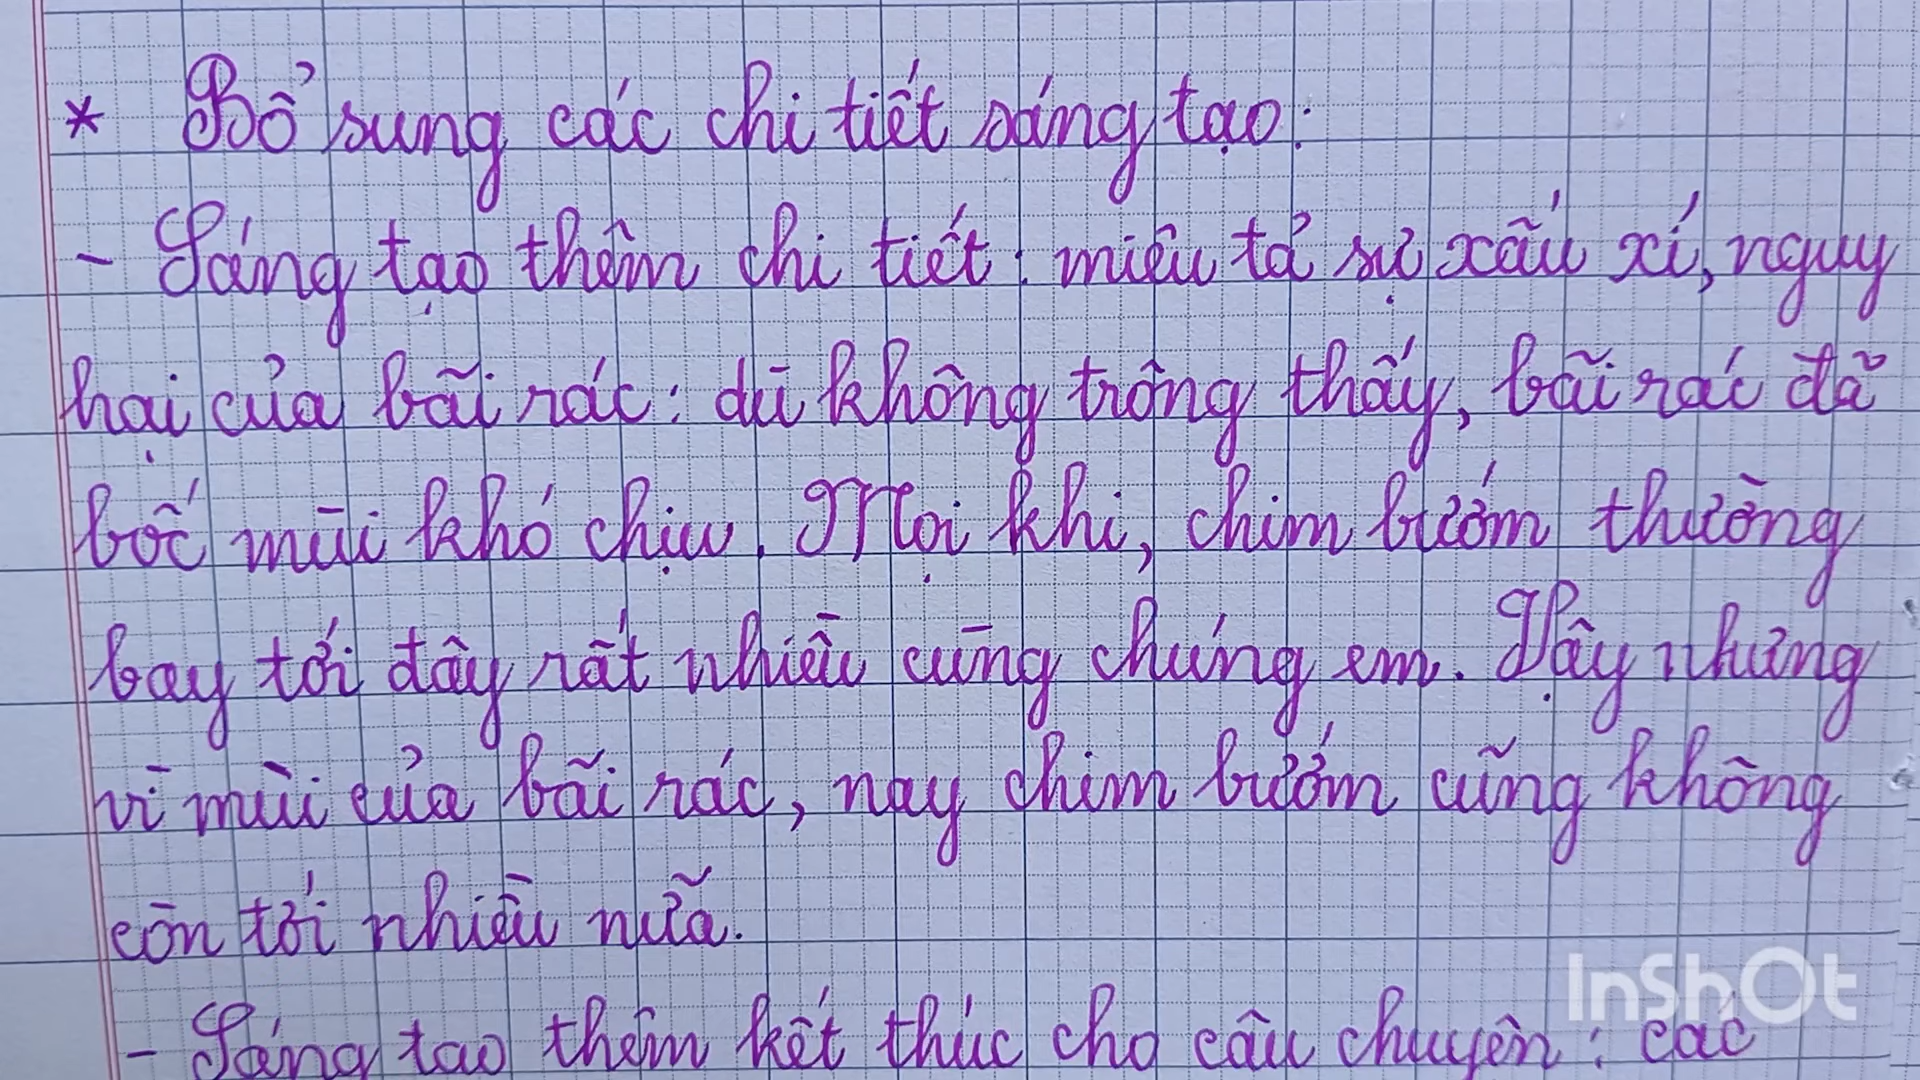 * Bổ sung các chi tiết sáng tạo:
- Sáng tạo thêm chi tiết: miêu tả sự xấu xí, nguy
hại của bãi rác: dù không trông thấy, bãi rác đã
bốc mùi khó chịu. Mọi khi, chim bướm thường
bay tới đây rất nhiều cùng chúng em. Vậy nhưng
vì mùi của bãi rác, nay chim bướm cũng không
còn tới nhiều nữa.
- Sáng tạo thêm kết thúc cho câu chuyện: các
InShOt